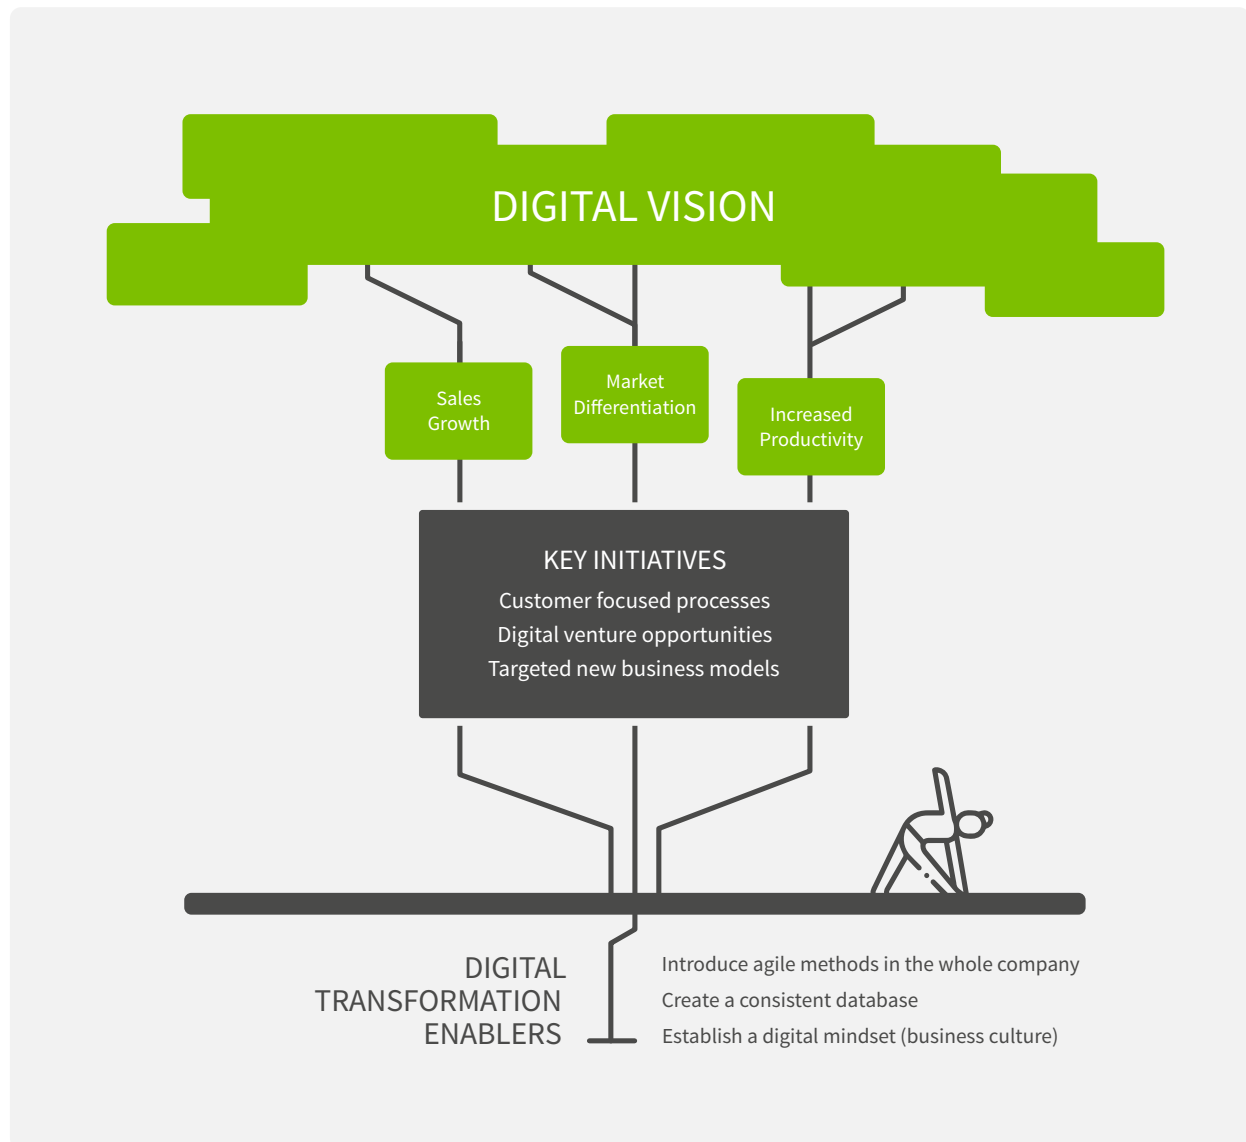 DIGITAL VISION
Sales
Growth
Market
Differentiation
Increased
Productivity
KEY INITIATIVES
Customer focused processes
Digital venture opportunities
Targeted new business models
DIGITAL
TRANSFORMATION
ENABLERS
Introduce agile methods in the whole company
Create a consistent database
Establish a digital mindset (business culture)